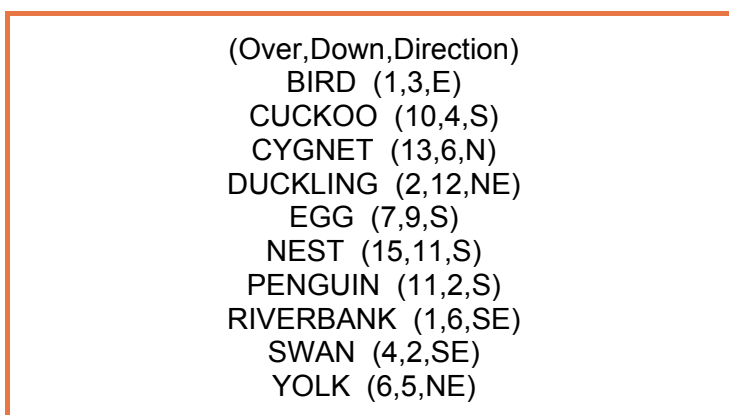 (Over,Down,Direction)
BIRD (1,3,E)
CUCKOO (10,4,S)
CYGNET (13,6,N)
DUCKLING (2,12,NE)
EGG (7,9,S)
NEST (15,11,S)
PENGUIN (11,2,S)
RIVERBANK (1,6,SE)
SWAN (4,2,SE)
YOLK (6,5,NE)